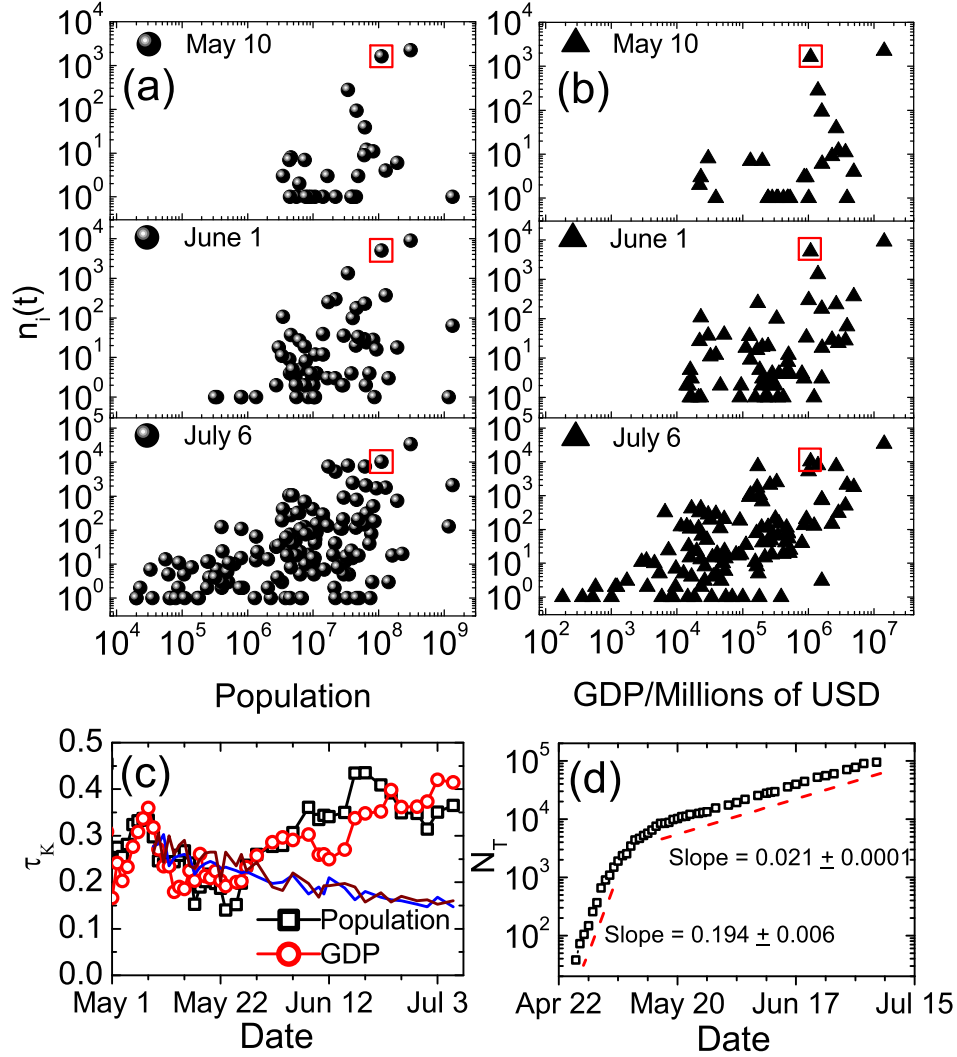 May 10
(a)
10^3
10^2
10^1
10^0
June 1
10^4
10^3
10^2
10^1
10^0
July 6
10^5
10^4
10^3
10^2
10^1
10^0
n_i(t)
10^4 10^5 10^6 10^7 10^8 10^9
Population
May 10
(b)
10^3
10^2
10^1
10^0
June 1
10^4
10^3
10^2
10^1
10^0
10^5
July 6
10^5
10^4
10^3
10^2
10^1
10^0
10^2 10^3 10^4 10^5 10^6 10^7
GDP/Millions of USD
(c)
0.5
0.4
0.3
0.2
0.1
0.0
τ_K
Population
GDP
May 1 May 22 Jun 12 Jul 3
Date
(d)
10^5
10^4
10^3
10^2
N_T
Slope = 0.021 ± 0.0001
Slope = 0.194 ± 0.006
Apr 22 May 20 Jun 17 Jul 15
Date